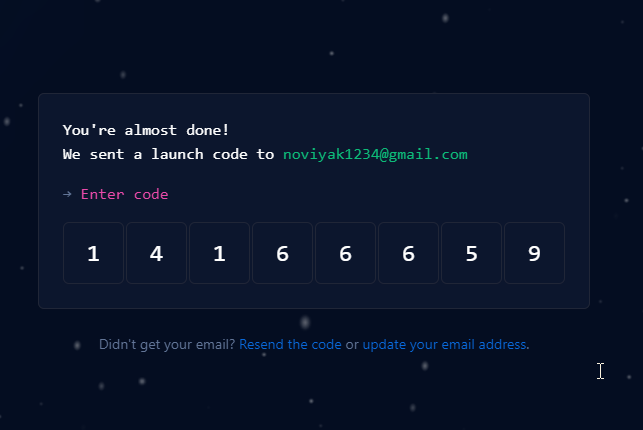 You're almost done!
We sent a launch code to noviyak1234@gmail.com
→ Enter code
1 4 1 6 6 6 5 9
Didn't get your email? Resend the code or update your email address.